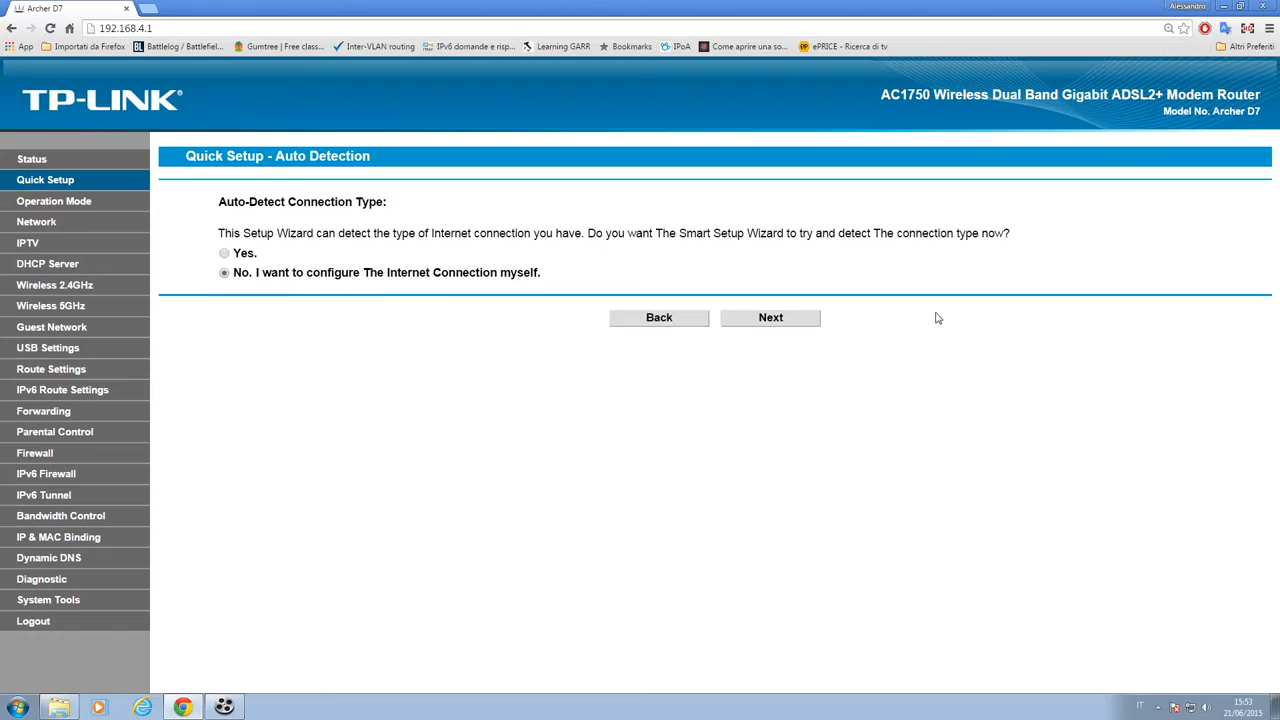 Archer D7
Alessandro
192.168.4.1
App
Importati da Firefox
Battlelog / Battlefiel...
Gumtree | Free class...
Inter-VLAN routing
IPv6 domande e risp...
Learning GARR
Bookmarks
IPoA
Come aprire una so...
ePRICE - Ricerca di tv
Altri Preferiti
TP-LINK®
AC1750 Wireless Dual Band Gigabit ADSL2+ Modem Router
Model No. Archer D7
Status
Quick Setup
Operation Mode
Network
IPTV
DHCP Server
Wireless 2.4GHz
Wireless 5GHz
Guest Network
USB Settings
Route Settings
IPv6 Route Settings
Forwarding
Parental Control
Firewall
IPv6 Firewall
IPv6 Tunnel
Bandwidth Control
IP & MAC Binding
Dynamic DNS
Diagnostic
System Tools
Logout
Quick Setup - Auto Detection
Auto-Detect Connection Type:
This Setup Wizard can detect the type of Internet connection you have. Do you want The Smart Setup Wizard to try and detect The connection type now?
Yes.
No. I want to configure The Internet Connection myself.
Back
Next
IT
15:53
21/06/2015